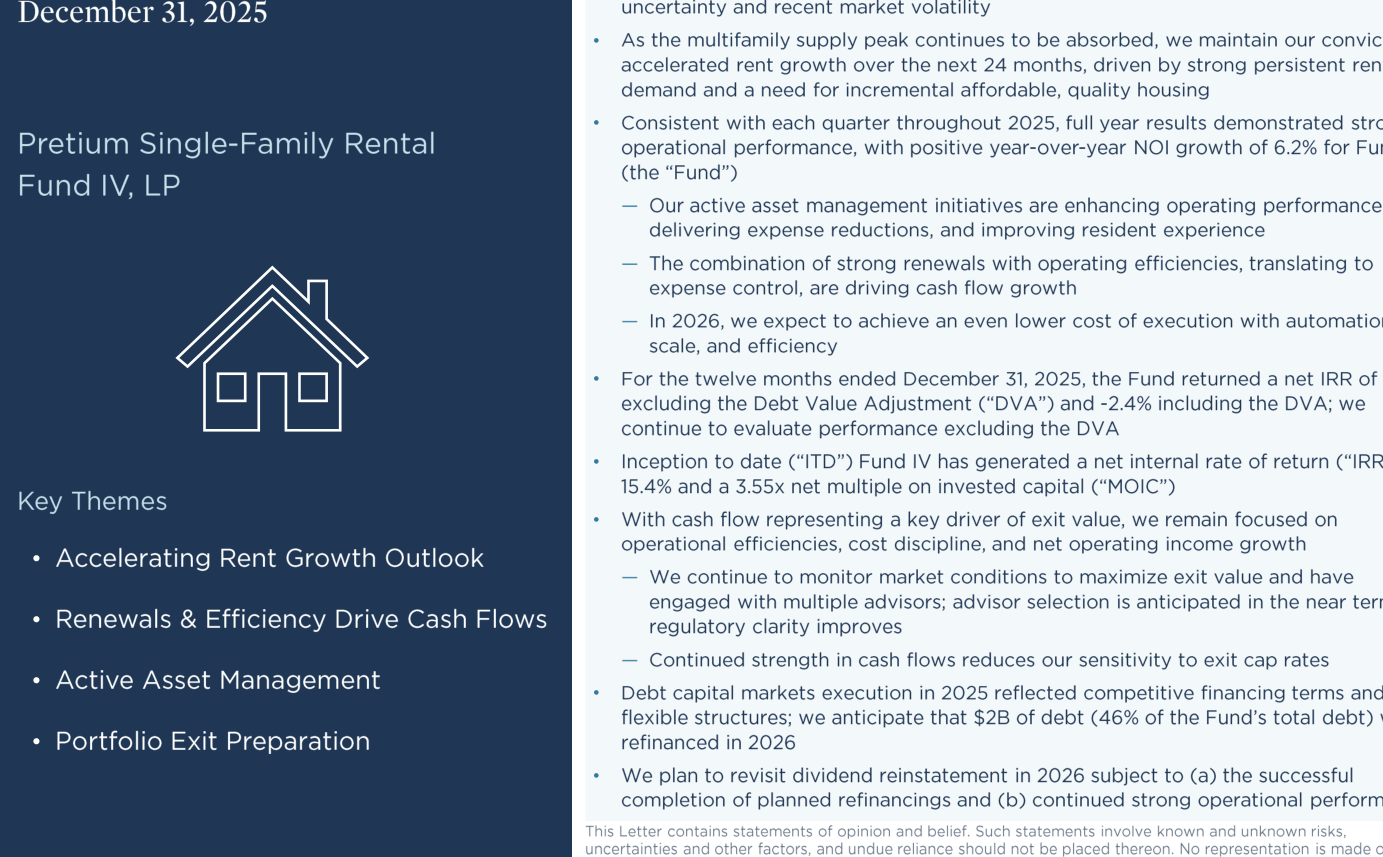 December 31, 2025
Pretium Single-Family Rental
Fund IV, LP
Key Themes
• Accelerating Rent Growth Outlook
• Renewals & Efficiency Drive Cash Flows
• Active Asset Management
• Portfolio Exit Preparation
uncertainty and recent market volatility
• As the multifamily supply peak continues to be absorbed, we maintain our
accelerated rent growth over the next 24 months, driven by strong persistent
demand and a need for incremental affordable, quality housing
• Consistent with each quarter throughout 2025, full year results demonstrated
operational performance, with positive year-over-year NOI growth of 6.2% for
(the “Fund”)
— Our active asset management initiatives are enhancing operating performance
delivering expense reductions, and improving resident experience
— The combination of strong renewals with operating efficiencies, translating to
expense control, are driving cash flow growth
— In 2026, we expect to achieve an even lower cost of execution with
scale, and efficiency
• For the twelve months ended December 31, 2025, the Fund returned a net IRR of
excluding the Debt Value Adjustment (“DVA”) and -2.4% including the DVA; we
continue to evaluate performance excluding the DVA
• Inception to date (“ITD”) Fund IV has generated a net internal rate of return (“IRR
15.4% and a 3.55x net multiple on invested capital (“MOIC”)
• With cash flow representing a key driver of exit value, we remain focused on
operational efficiencies, cost discipline, and net operating income growth
— We continue to monitor market conditions to maximize exit value and have
engaged with multiple advisors; advisor selection is anticipated in the near
regulatory clarity improves
— Continued strength in cash flows reduces our sensitivity to exit cap rates
• Debt capital markets execution in 2025 reflected competitive financing terms and
flexible structures; we anticipate that $2B of debt (46% of the Fund’s total debt)
refinanced in 2026
• We plan to revisit dividend reinstatement in 2026 subject to (a) the successful
completion of planned refinancings and (b) continued strong operational
This Letter contains statements of opinion and belief. Such statements involve known and unknown risks,
uncertainties and other factors, and undue reliance should not be placed thereon. No representation is made